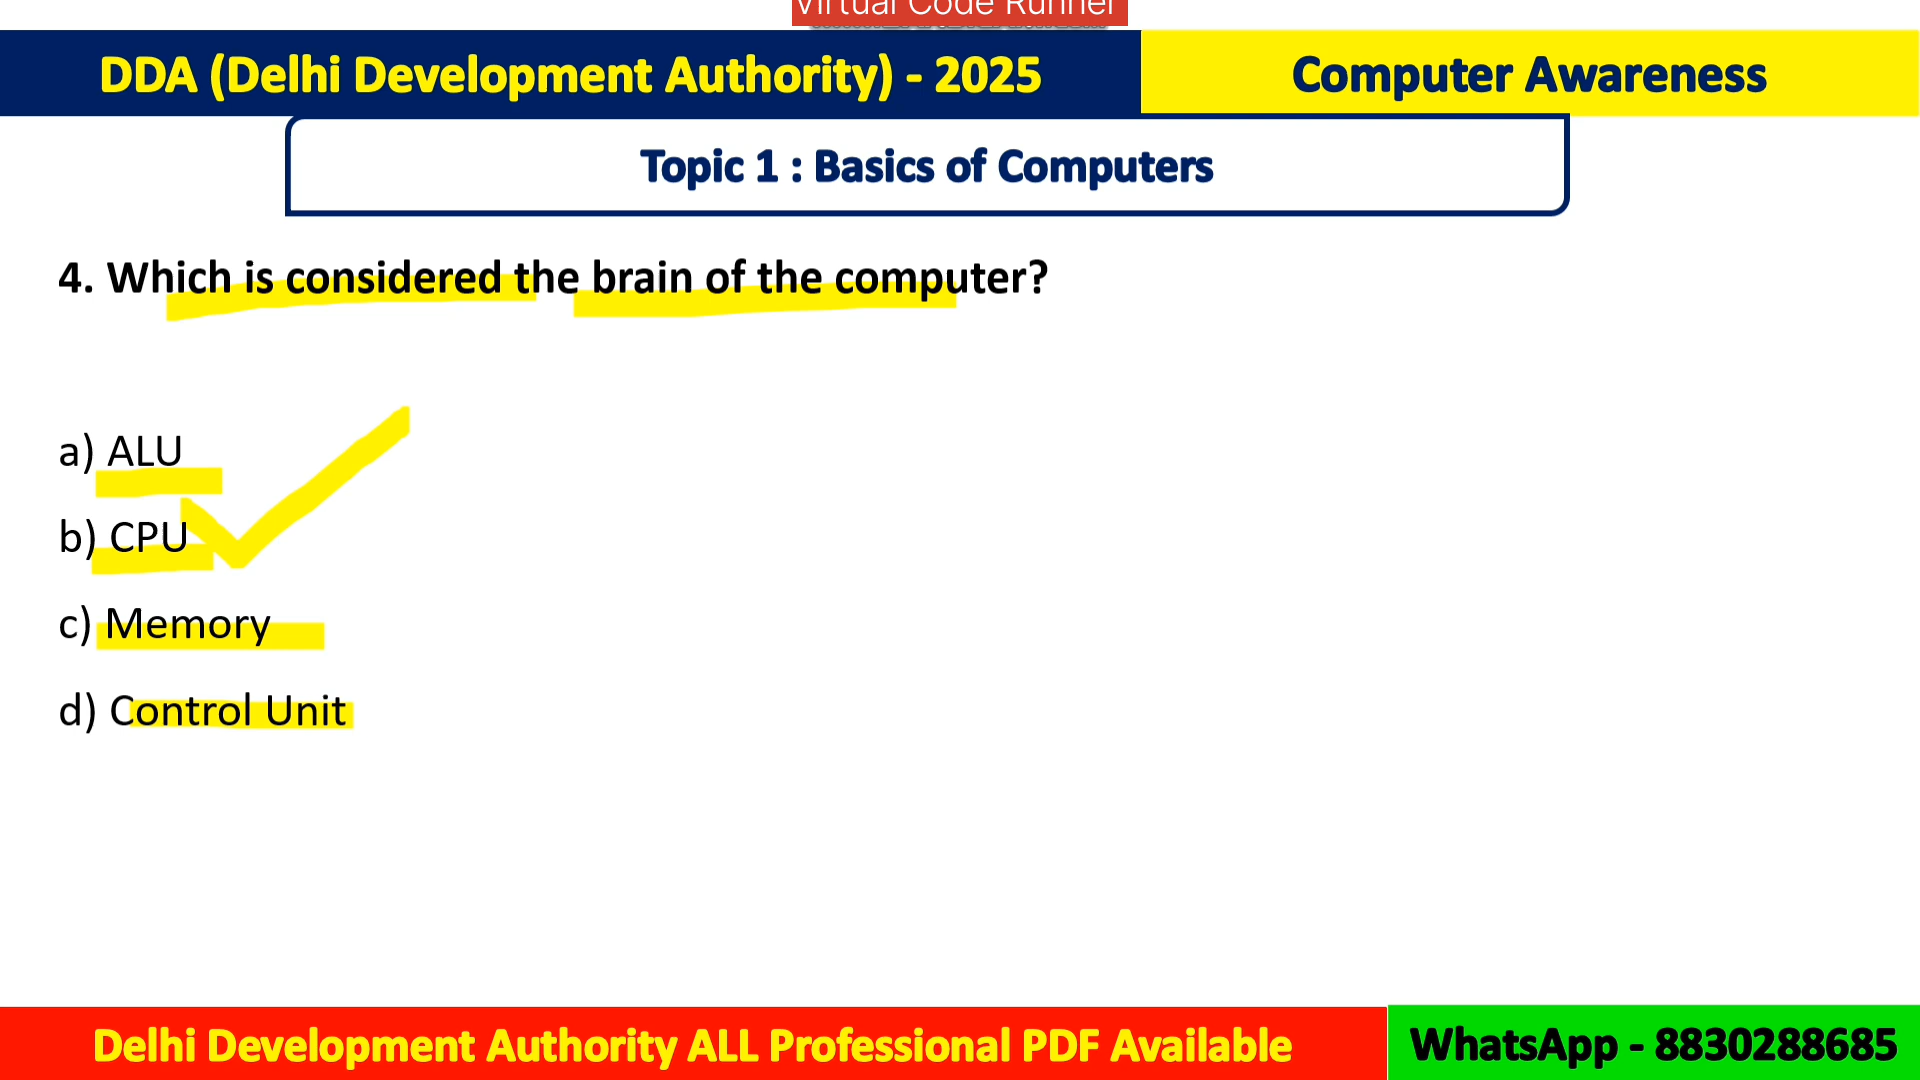 Virtual Code Runner
DDA (Delhi Development Authority) - 2025
Computer Awareness
Topic 1 : Basics of Computers
4. Which is considered the brain of the computer?
a) ALU
b) CPU
c) Memory
d) Control Unit
Delhi Development Authority ALL Professional PDF Available
WhatsApp - 8830288685